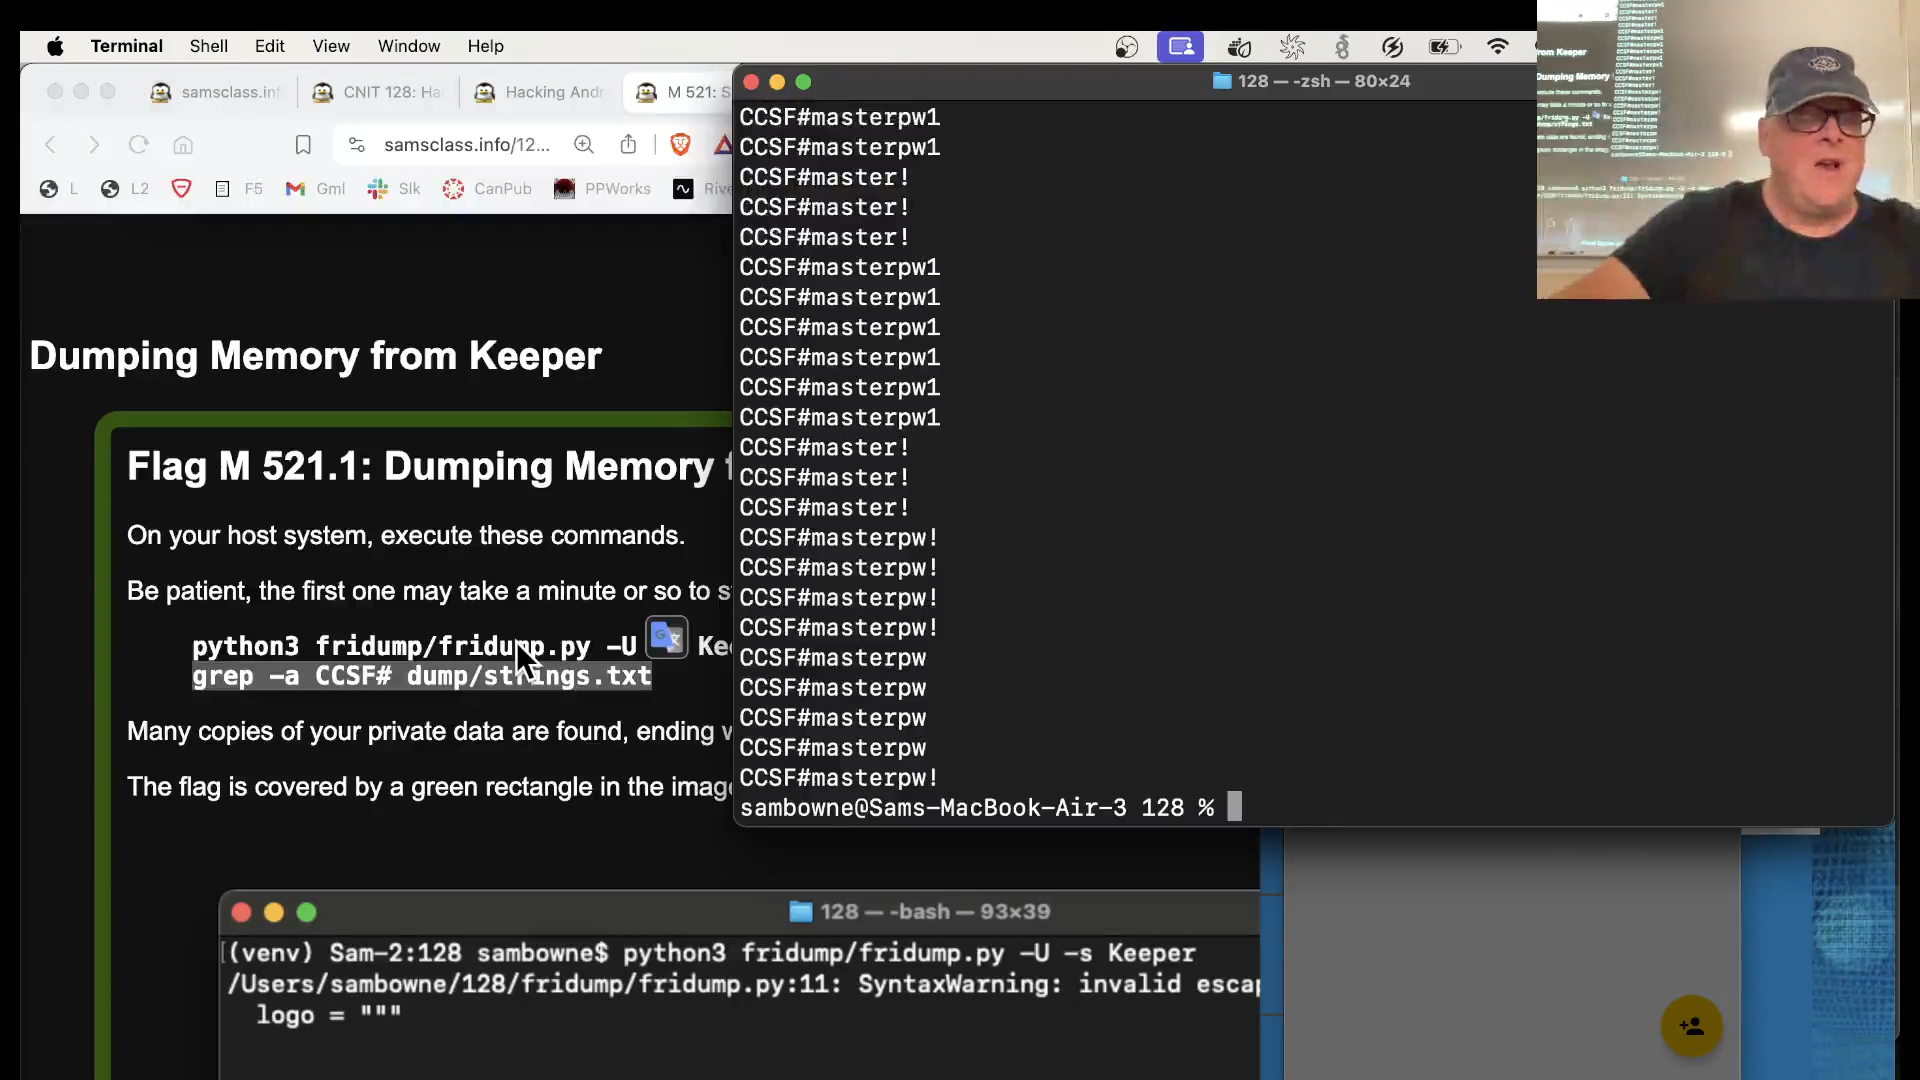 Terminal Shell Edit View Window Help
samsclass.inf
CNIT 128: Ha
Hacking And
M 521: S
samsclass.info/12...
L L2 F5 Gml Slk CanPub PPWorks Rive
Dumping Memory from Keeper
Flag M 521.1: Dumping Memory
On your host system, execute these commands.
Be patient, the first one may take a minute or so to
python3 fridump/fridump.py -U Kee
grep -a CCSF# dump/strings.txt
Many copies of your private data are found, ending
The flag is covered by a green rectangle in the imag
128 — -zsh — 80×24
CCSF#masterpw1
CCSF#masterpw1
CCSF#master!
CCSF#master!
CCSF#master!
CCSF#masterpw1
CCSF#masterpw1
CCSF#masterpw1
CCSF#masterpw1
CCSF#masterpw1
CCSF#masterpw1
CCSF#master!
CCSF#master!
CCSF#master!
CCSF#masterpw!
CCSF#masterpw!
CCSF#masterpw!
CCSF#masterpw!
CCSF#masterpw
CCSF#masterpw
CCSF#masterpw
CCSF#masterpw
CCSF#masterpw!
sambowne@Sams-MacBook-Air-3 128 %
128 — -bash — 93×39
[(venv) Sam-2:128 sambowne$ python3 fridump/fridump.py -U -s Keeper
/Users/sambowne/128/fridump/fridump.py:11: SyntaxWarning: invalid escap
logo = """